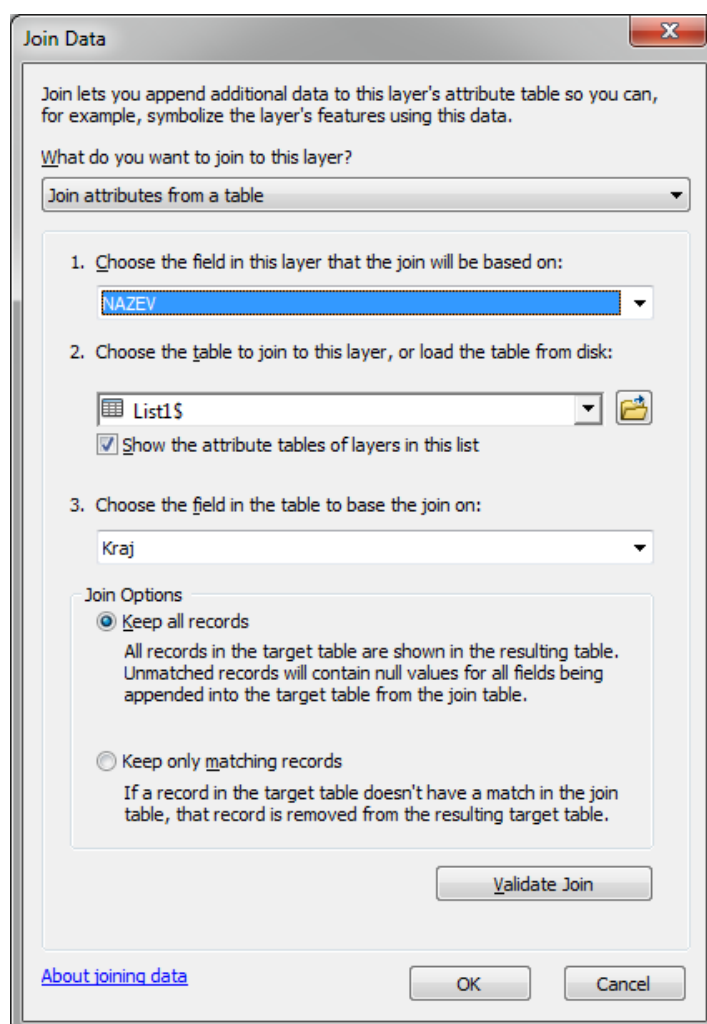 Join Data
Join lets you append additional data to this layer's attribute table so you can,
for example, symbolize the layer's features using this data.
What do you want to join to this layer?
Join attributes from a table
1. Choose the field in this layer that the join will be based on:
NAZEV
2. Choose the table to join to this layer, or load the table from disk:
List1$
Show the attribute tables of layers in this list
3. Choose the field in the table to base the join on:
Kraj
Join Options
Keep all records
All records in the target table are shown in the resulting table.
Unmatched records will contain null values for all fields being
appended into the target table from the join table.
Keep only matching records
If a record in the target table doesn't have a match in the join
table, that record is removed from the resulting target table.
Validate Join
About joining data
OK
Cancel